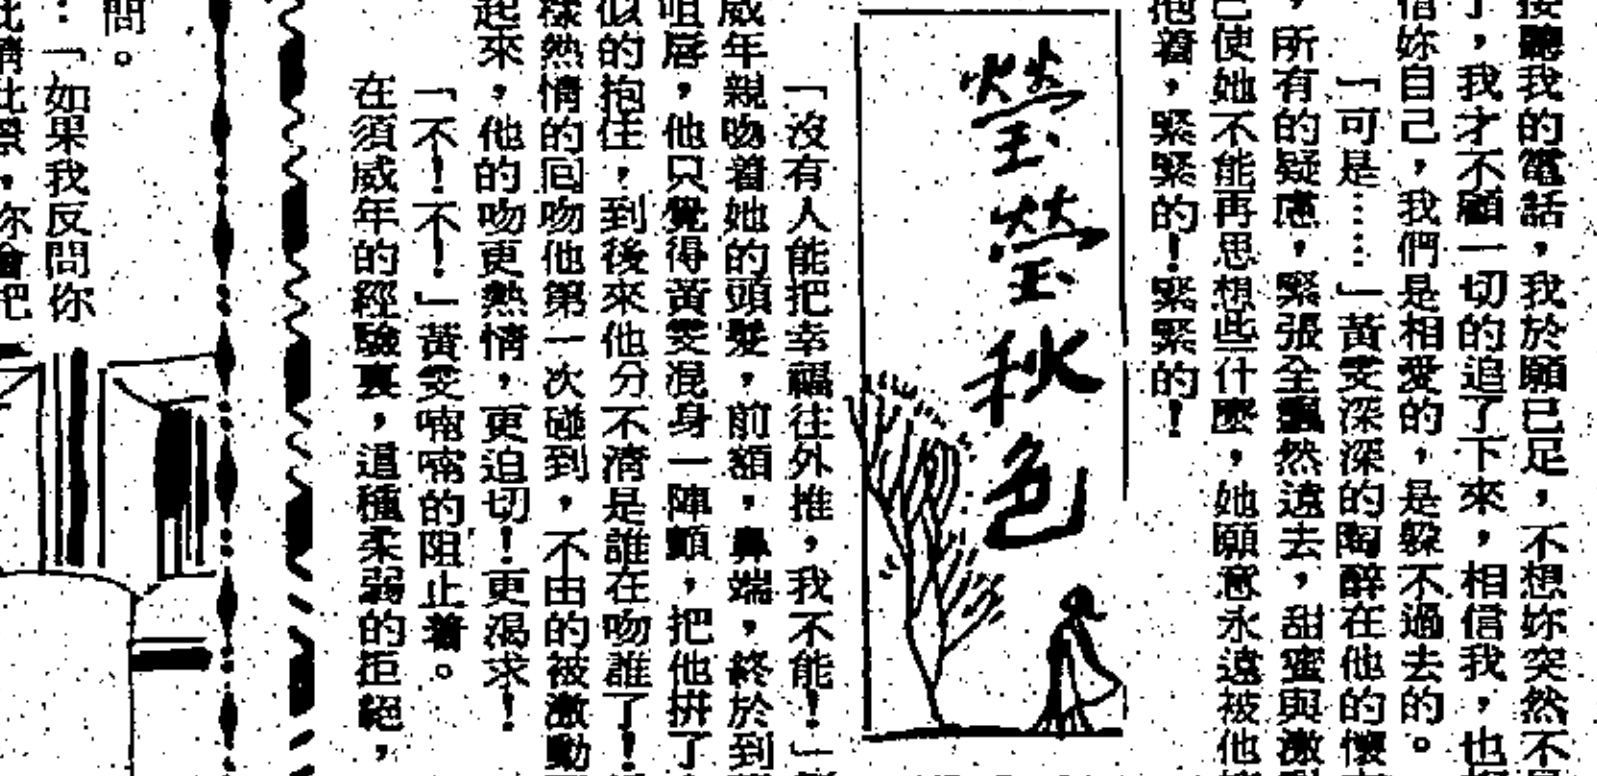 接聽我的電話，我於願已足，不想妳突然不
了，我才不顧一切的追了下來，相信我，也
信妳自己，我們是相愛的，是躲不過去的。
「可是……」黃雯深深的陶醉在他的懷
，所有的疑慮，緊張全飄然遠去，甜蜜與激
己使她不能再思想些什麼，她願意永遠被他
抱着，緊緊的！緊緊的！
瑩瑩秋色
「沒有人能把幸福往外推，我不能！」
威年親吻着她的頭髮，前額，鼻端，終於到
咀唇，他只覺得黃雯混身一陣顫，把他拼了
似的抱住，到後來他分不清是誰在吻誰了！
樣熱情的囘吻他第一次碰到，不由的被激動
起來，他的吻更熱情，更迫切！更渴求！
「不！不！」黃雯喃喃的阻止着。
在須威年的經驗裏，這種柔弱的拒絕，
問。
：「如果我反問你
此情此景，你會把